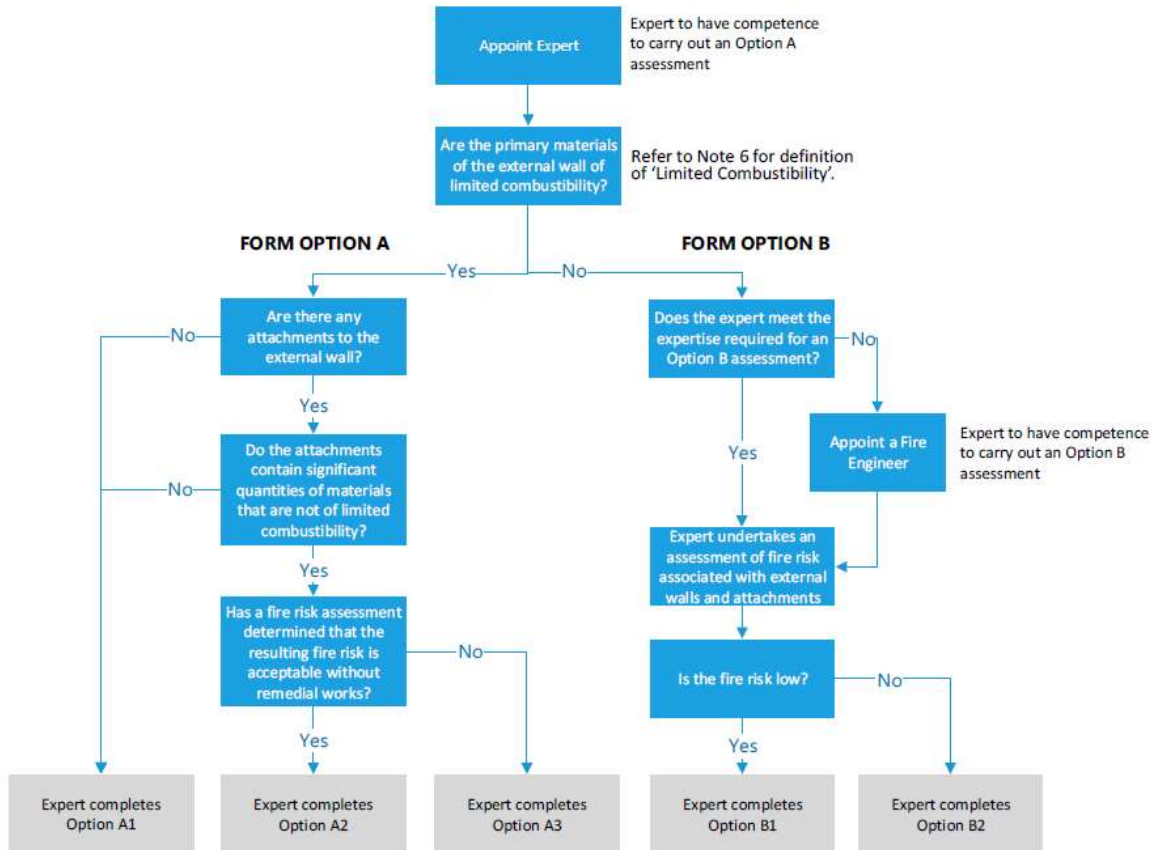 Appoint Expert
Expert to have competence
to carry out an Option A
assessment
Are the primary materials
of the external wall of
limited combustibility?
Refer to Note 6 for definition
of ‘Limited Combustibility’.
FORM OPTION A
FORM OPTION B
Yes
No
Are there any
attachments to the
external wall?
No
Does the expert meet the
expertise required for an
Option B assessment?
No
Yes
Do the attachments
contain significant
quantities of materials
that are not of limited
combustibility?
No
Yes
Appoint a Fire
Engineer
Expert to have competence
to carry out an Option B
assessment
Yes
Expert undertakes an
assessment of fire risk
associated with external
walls and attachments
Has a fire risk assessment
determined that the
resulting fire risk is
acceptable without
remedial works?
No
Is the fire risk low?
No
Yes
Yes
Expert completes
Option A1
Expert completes
Option A2
Expert completes
Option A3
Expert completes
Option B1
Expert completes
Option B2